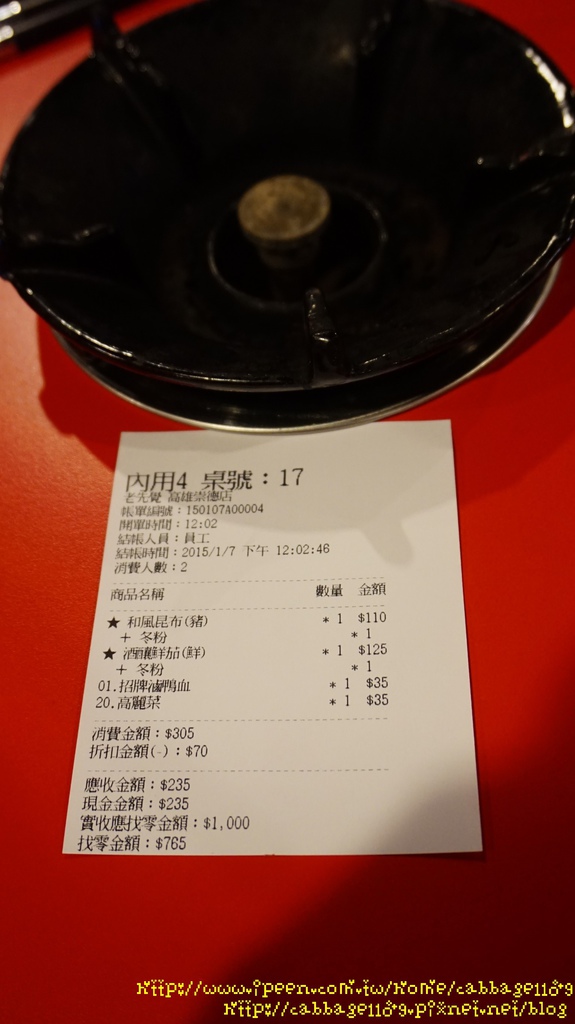 內用4 桌號：17
老先覺 高雄崇德店
帳單編號：150107A00004
開單時間：12:02
結帳人員：員工
結帳時間：2015/1/7 下午 12:02:46
消費人數：2
商品名稱 數量 金額
★ 和風昆布(豬) * 1 $110
＋ 冬粉 * 1
★ 酒釀鮮茄(鮮) * 1 $125
＋ 冬粉 * 1
01.招牌滷鴨血 * 1 $35
20.高麗菜 * 1 $35
消費金額：$305
折扣金額(-)：$70
應收金額：$235
現金金額：$235
實收應找零金額：$1,000
找零金額：$765
http://www.ipeen.com.tw/home/cabbage1189
http://cabbage1189.pixnet.net/blog